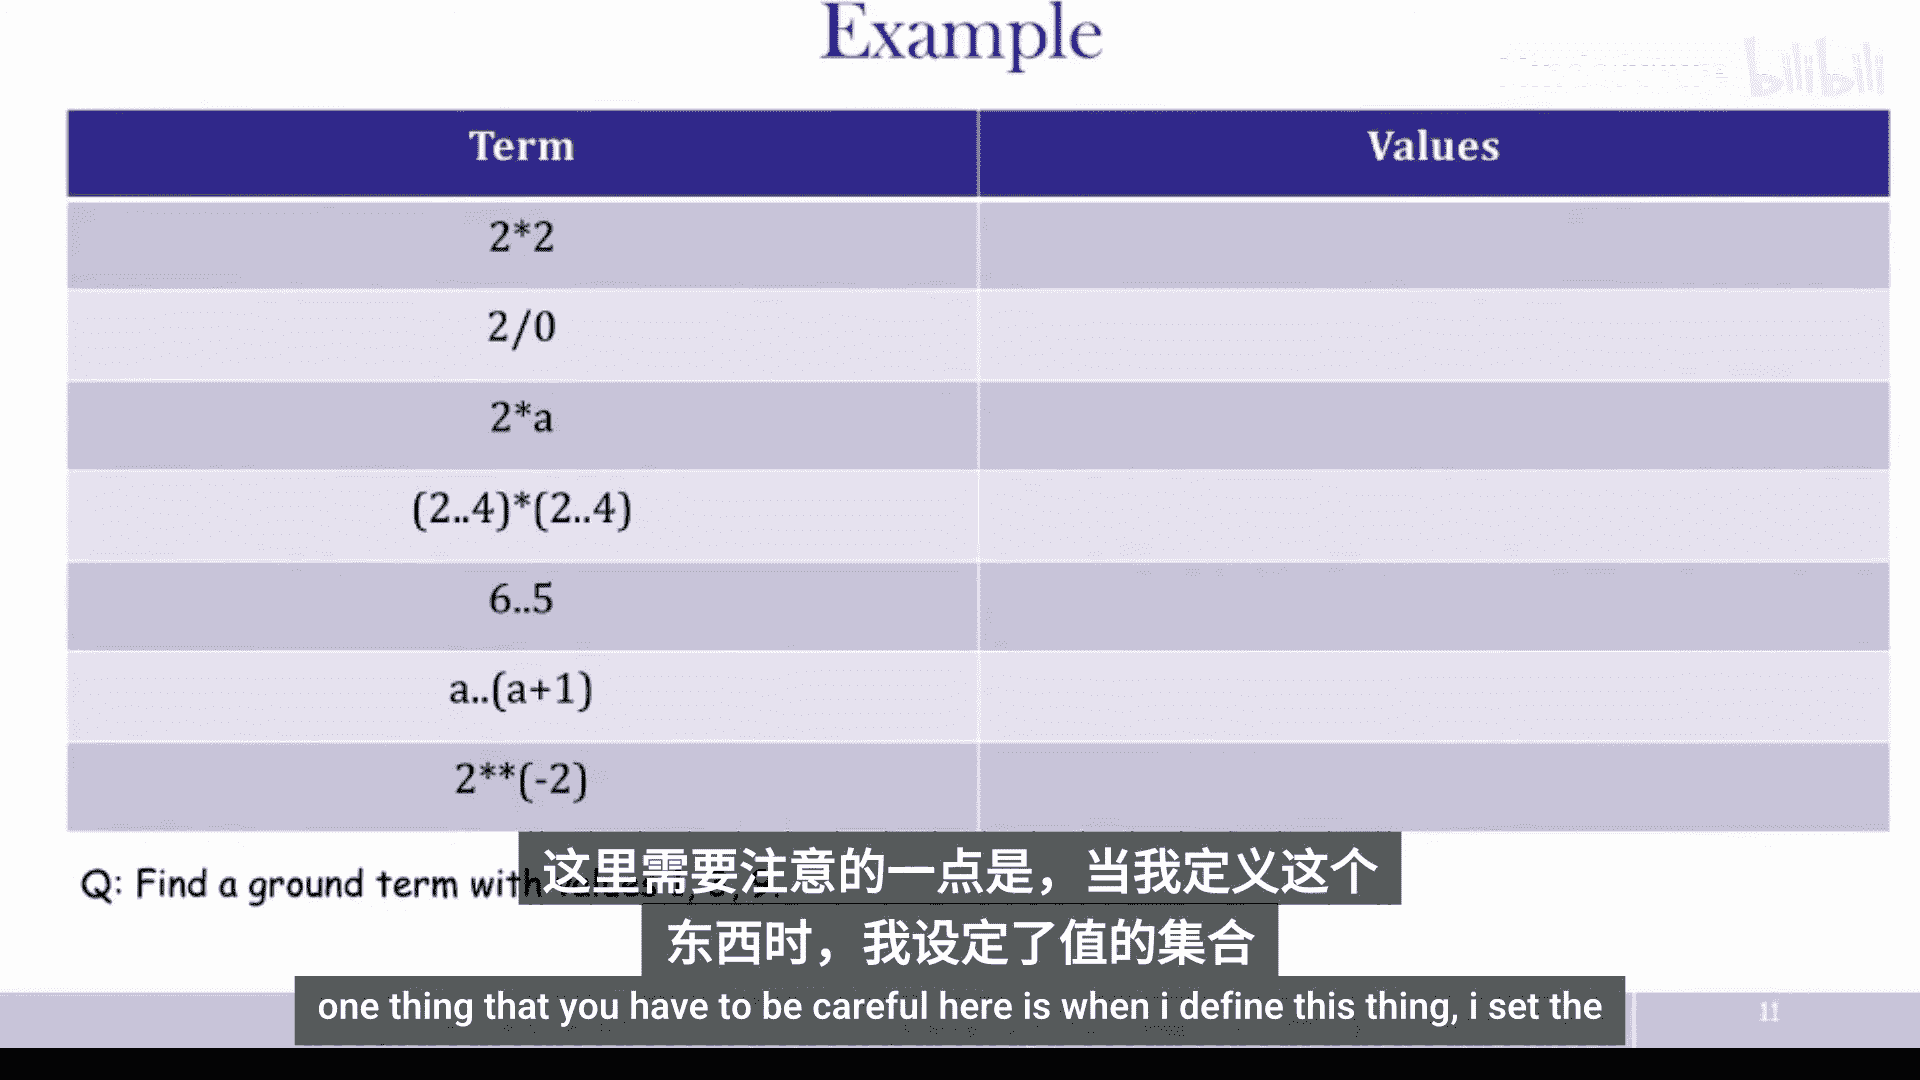 Example
bilibili
Term Values
2*2
2/0
2*a
(2..4)*(2..4)
6..5
a..(a+1)
2**(-2)
Q: Find a ground term with
这里需要注意的一点是，当我定义这个
东西时，我设定了值的集合
one thing that you have to be careful here is when i define this thing, i set the
11